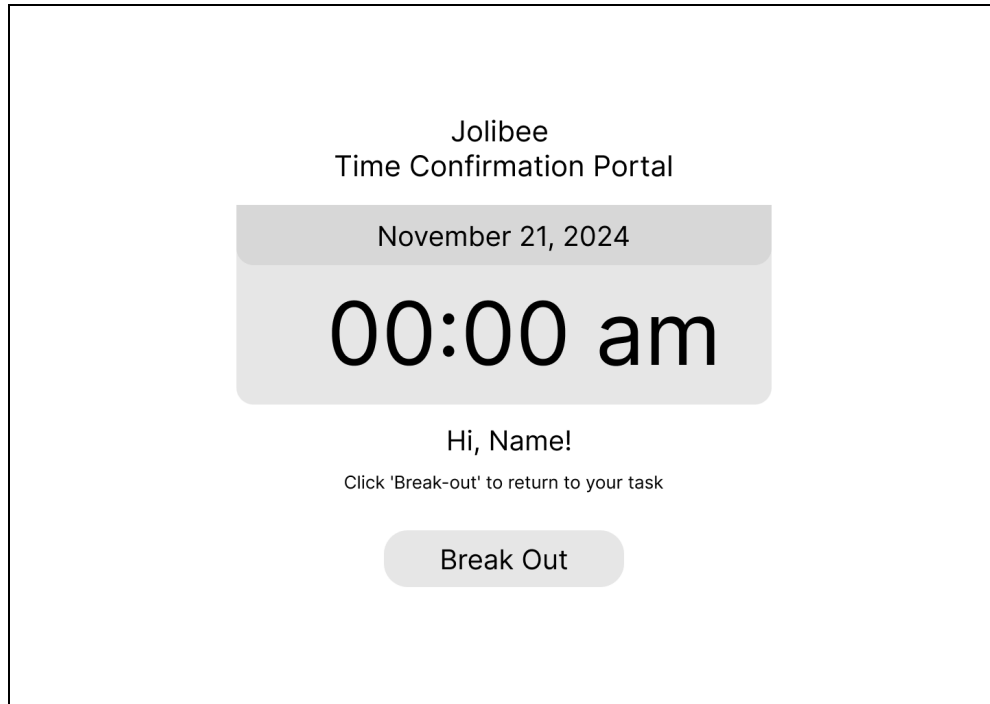 Jolibee
Time Confirmation Portal
November 21, 2024
00:00 am
Hi, Name!
Click 'Break-out' to return to your task
Break Out